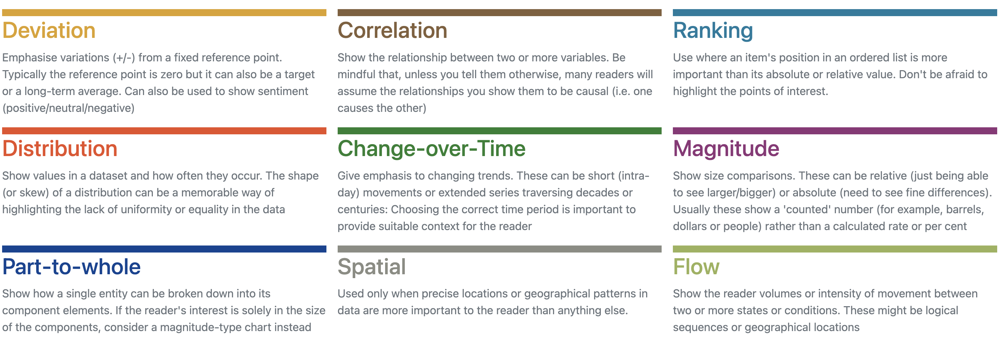 Deviation
Emphasise variations (+/-) from a fixed reference point.
Typically the reference point is zero but it can also be a target
or a long-term average. Can also be used to show sentiment
(positive/neutral/negative)
Correlation
Show the relationship between two or more variables. Be
mindful that, unless you tell them otherwise, many readers will
assume the relationships you show them to be causal (i.e. one
causes the other)
Ranking
Use where an item's position in an ordered list is more
important than its absolute or relative value. Don't be afraid to
highlight the points of interest.
Distribution
Show values in a dataset and how often they occur. The shape
(or skew) of a distribution can be a memorable way of
highlighting the lack of uniformity or equality in the data
Change-over-Time
Give emphasis to changing trends. These can be short (intra-
day) movements or extended series traversing decades or
centuries: Choosing the correct time period is important to
provide suitable context for the reader
Magnitude
Show size comparisons. These can be relative (just being able
to see larger/bigger) or absolute (need to see fine differences).
Usually these show a 'counted' number (for example, barrels,
dollars or people) rather than a calculated rate or per cent
Part-to-whole
Show how a single entity can be broken down into its
component elements. If the reader's interest is solely in the size
of the components, consider a magnitude-type chart instead
Spatial
Used only when precise locations or geographical patterns in
data are more important to the reader than anything else.
Flow
Show the reader volumes or intensity of movement between
two or more states or conditions. These might be logical
sequences or geographical locations